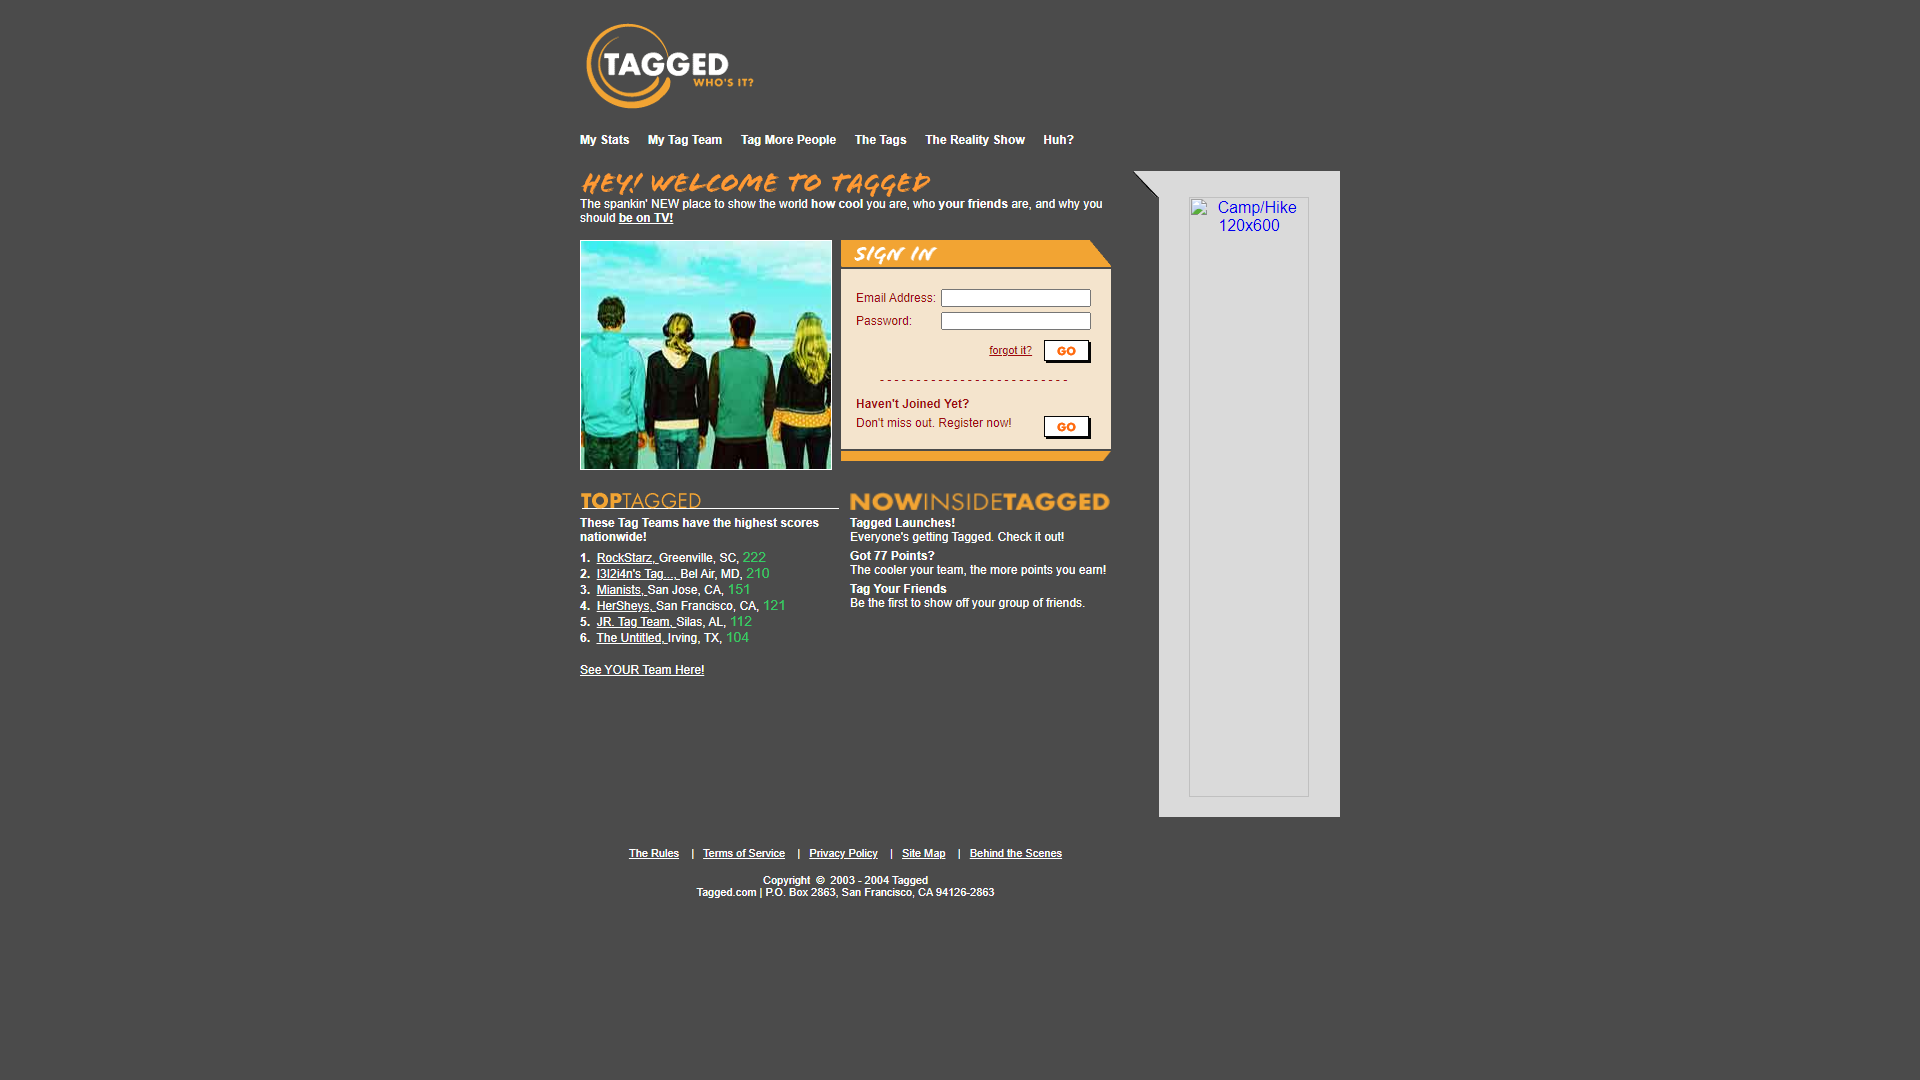 TAGGED
WHO'S IT?
My Stats My Tag Team Tag More People The Tags The Reality Show Huh?
HEY! WELCOME TO TAGGED
The spankin' NEW place to show the world how cool you are, who your friends are, and why you
should be on TV!
SIGN IN
Email Address:
Password:
forgot it? GO
- - - - - - - - - - - - - - - - - - - - - - - - - -
Haven't Joined Yet?
Don't miss out. Register now! GO
Camp/Hike
120x600
TOPTAGGED
These Tag Teams have the highest scores
nationwide!
1. RockStarz, Greenville, SC, 222
2. l3l2i4n's Tag..., Bel Air, MD, 210
3. Mianists, San Jose, CA, 151
4. HerSheys, San Francisco, CA, 121
5. JR. Tag Team, Silas, AL, 112
6. The Untitled, Irving, TX, 104
See YOUR Team Here!
NOWINSIDETAGGED
Tagged Launches!
Everyone's getting Tagged. Check it out!
Got 77 Points?
The cooler your team, the more points you earn!
Tag Your Friends
Be the first to show off your group of friends.
The Rules | Terms of Service | Privacy Policy | Site Map | Behind the Scenes
Copyright © 2003 - 2004 Tagged
Tagged.com | P.O. Box 2863, San Francisco, CA 94126-2863